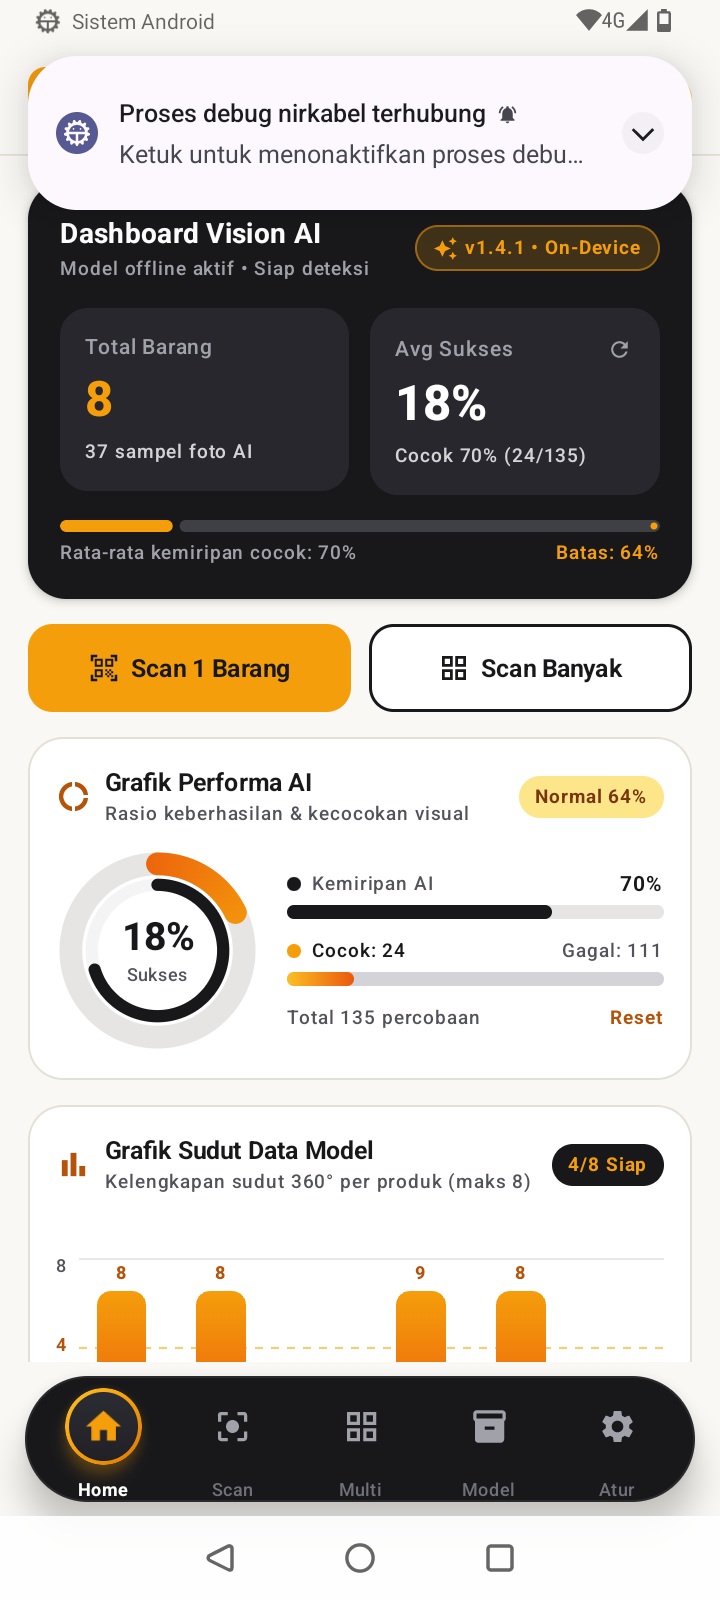 Sistem Android
4G
Proses debug nirkabel terhubung
Ketuk untuk menonaktifkan proses debu...
Dashboard Vision AI
Model offline aktif • Siap deteksi
v1.4.1 • On-Device
Total Barang
8
37 sampel foto AI
Avg Sukses
18%
Cocok 70% (24/135)
Rata-rata kemiripan cocok: 70%
Batas: 64%
Scan 1 Barang
Scan Banyak
Grafik Performa AI
Rasio keberhasilan & kecocokan visual
Normal 64%
18%
Sukses
Kemiripan AI
70%
Cocok: 24
Gagal: 111
Total 135 percobaan
Reset
Grafik Sudut Data Model
Kelengkapan sudut 360° per produk (maks 8)
4/8 Siap
8
8
8
9
8
4
Home
Scan
Multi
Model
Atur